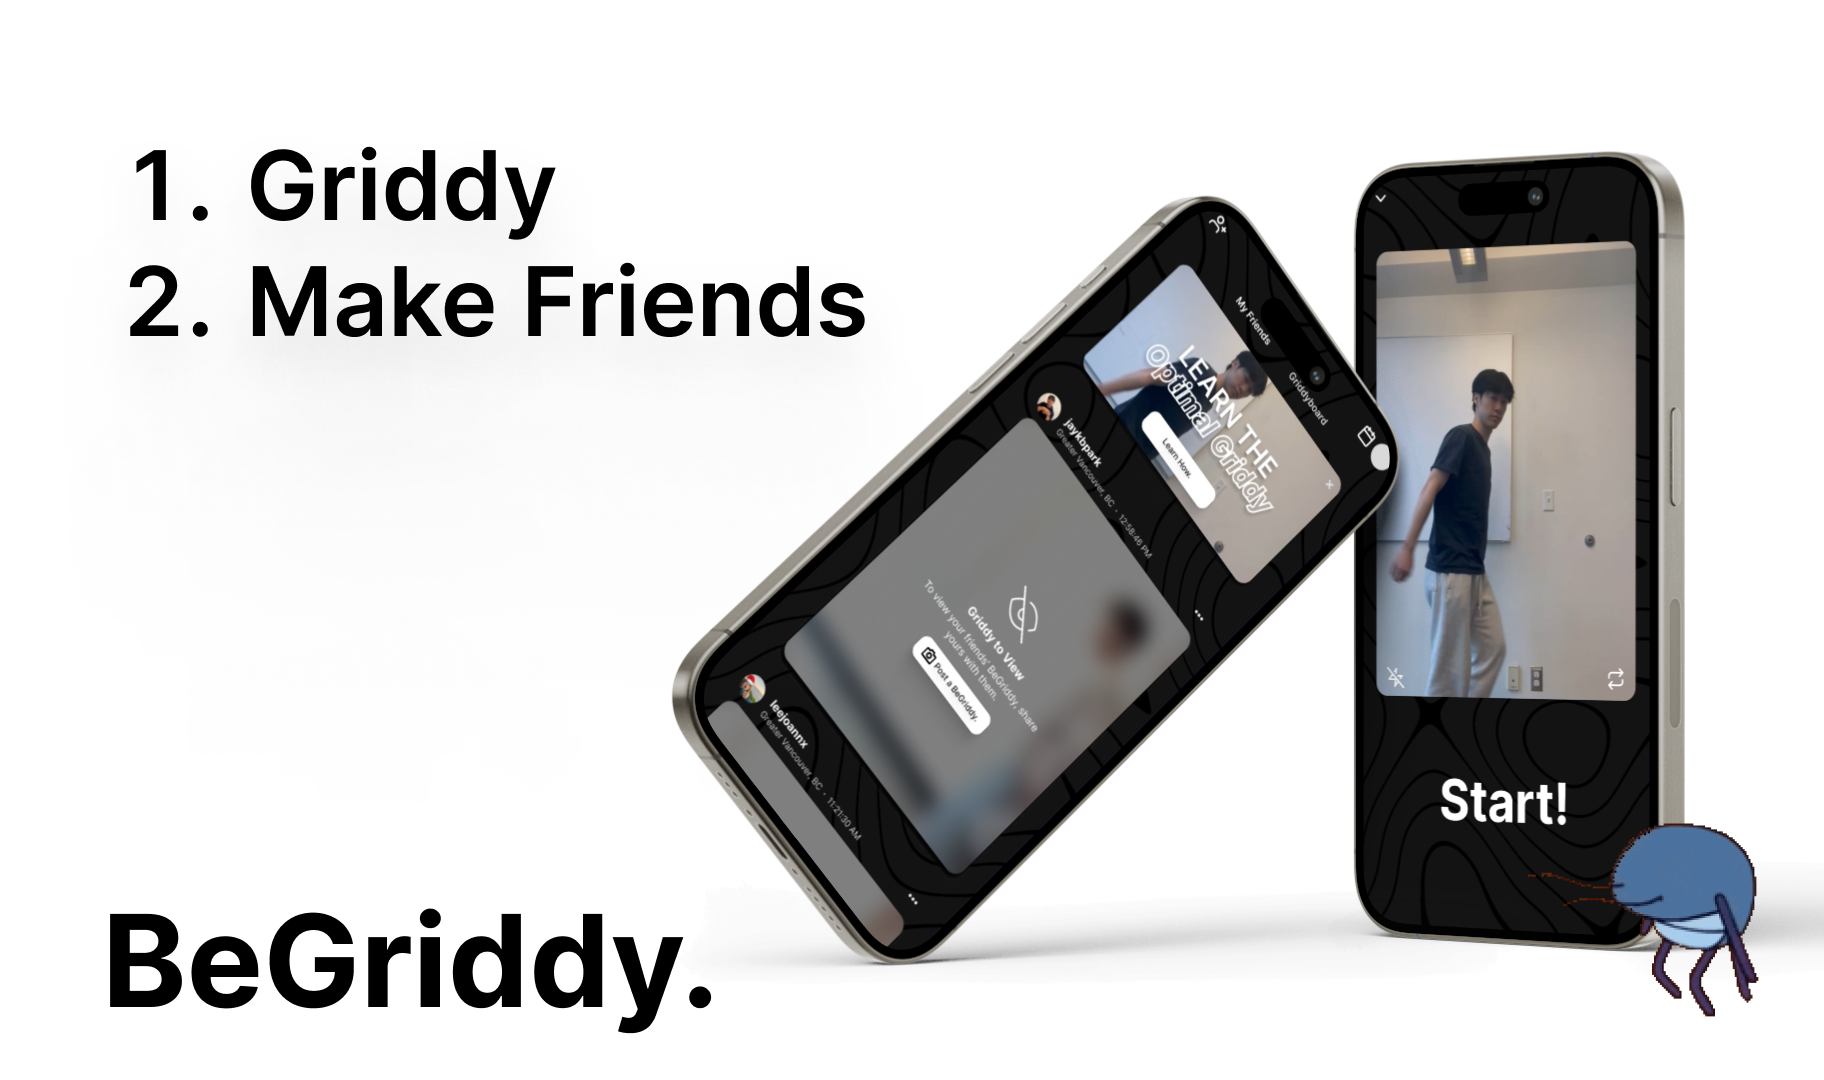 1. Griddy
2. Make Friends
My Friends
Griddyboard
LEARN THE
Optimal Griddy
Learn How.
jaykbpark
Greater Vancouver, BC • 12:58:46 PM
Griddy to View
To view your friends' BeGriddy, share
yours with them.
Post a BeGriddy.
leejoannx
Greater Vancouver, BC • 11:21:30 AM
Start!
BeGriddy.